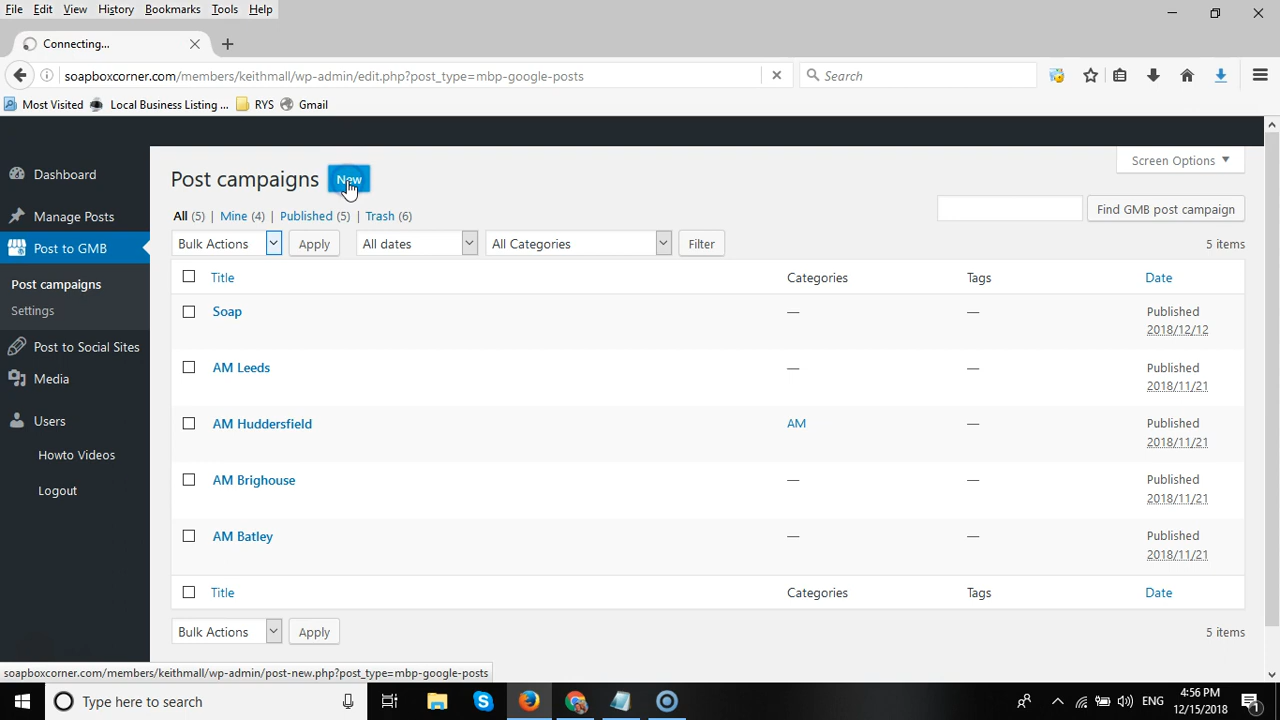 File Edit View History Bookmarks Tools Help
Connecting...
soapboxcorner.com/members/keithmall/wp-admin/edit.php?post_type=mbp-google-posts
Search
Most Visited Local Business Listing ... RYS Gmail
Screen Options
Post campaigns New
All (5) | Mine (4) | Published (5) | Trash (6)
Find GMB post campaign
Bulk Actions Apply All dates All Categories Filter 5 items
Title Categories Tags Date
Soap — — Published
2018/12/12
AM Leeds — — Published
2018/11/21
AM Huddersfield AM — Published
2018/11/21
AM Brighouse — — Published
2018/11/21
AM Batley — — Published
2018/11/21
Title Categories Tags Date
Bulk Actions Apply 5 items
Dashboard
Manage Posts
Post to GMB
Post campaigns
Settings
Post to Social Sites
Media
Users
Howto Videos
Logout
soapboxcorner.com/members/keithmall/wp-admin/post-new.php?post_type=mbp-google-posts
Type here to search
ENG
4:56 PM
12/15/2018
1